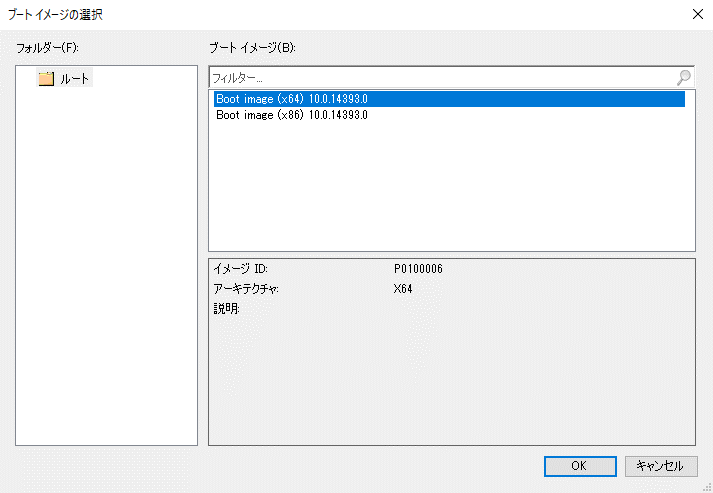 ブート イメージの選択
フォルダー(F):
ブート イメージ(B):
ルート
フィルター...
Boot image (x64) 10.0.14393.0
Boot image (x86) 10.0.14393.0
イメージ ID: P0100006
アーキテクチャ: X64
説明:
OK
キャンセル